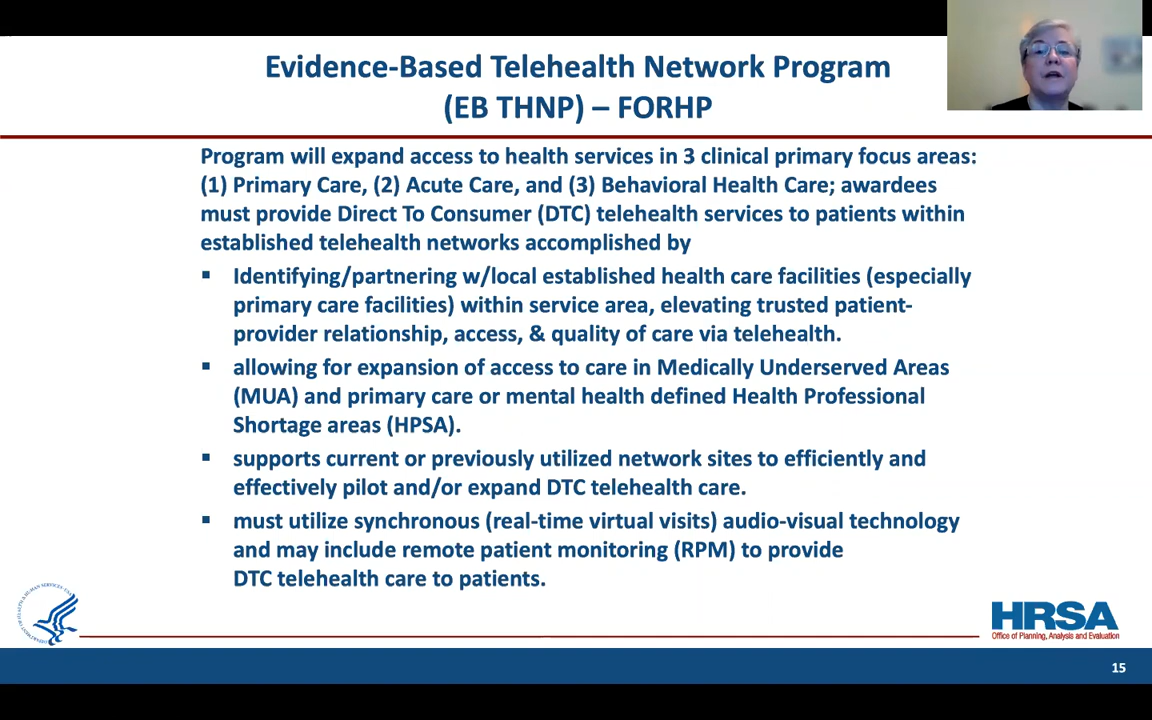 Evidence-Based Telehealth Network Program
(EB THNP) – FORHP
Program will expand access to health services in 3 clinical primary focus areas:
(1) Primary Care, (2) Acute Care, and (3) Behavioral Health Care; awardees
must provide Direct To Consumer (DTC) telehealth services to patients within
established telehealth networks accomplished by
▪ Identifying/partnering w/local established health care facilities (especially
primary care facilities) within service area, elevating trusted patient-
provider relationship, access, & quality of care via telehealth.
▪ allowing for expansion of access to care in Medically Underserved Areas
(MUA) and primary care or mental health defined Health Professional
Shortage areas (HPSA).
▪ supports current or previously utilized network sites to efficiently and
effectively pilot and/or expand DTC telehealth care.
▪ must utilize synchronous (real-time virtual visits) audio-visual technology
and may include remote patient monitoring (RPM) to provide
DTC telehealth care to patients.
HRSA
Office of Planning, Analysis and Evaluation
15